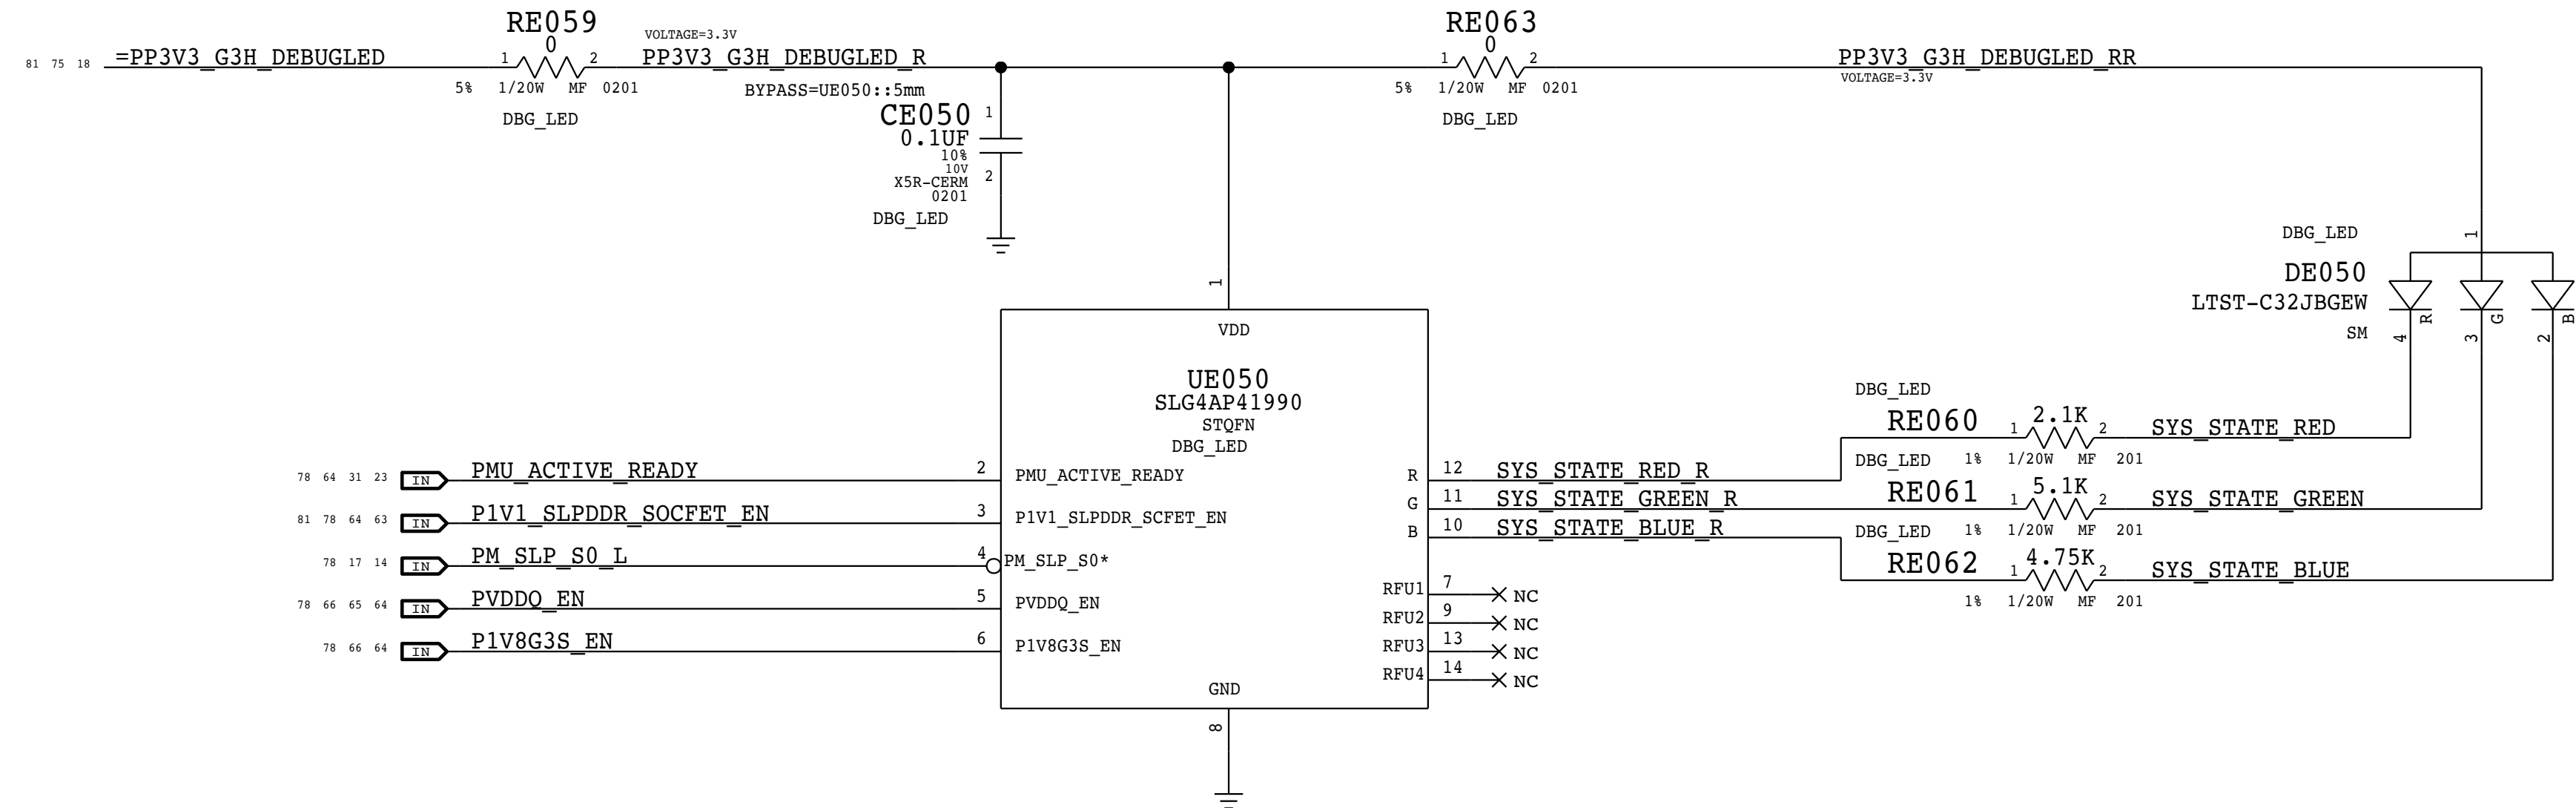 RE059
0
81 75 18 =PP3V3_G3H_DEBUGLED
1 2
5% 1/20W MF 0201
DBG_LED
VOLTAGE=3.3V
PP3V3_G3H_DEBUGLED_R
BYPASS=UE050::5mm
CE050
1
0.1UF
10%
10V
X5R-CERM
2
0201
DBG_LED
RE063
0
1 2
5% 1/20W MF 0201
DBG_LED
PP3V3_G3H_DEBUGLED_RR
VOLTAGE=3.3V
DBG_LED
1
DE050
LTST-C32JBGEW
SM
R G B
4 3 2
1
VDD
UE050
SLG4AP41990
STQFN
DBG_LED
78 64 31 23 IN PMU_ACTIVE_READY 2 PMU_ACTIVE_READY
81 78 64 63 IN P1V1_SLPDDR_SOCFET_EN 3 P1V1_SLPDDR_SCFET_EN
78 17 14 IN PM_SLP_S0_L 4 PM_SLP_S0*
78 66 65 64 IN PVDDQ_EN 5 PVDDQ_EN
78 66 64 IN P1V8G3S_EN 6 P1V8G3S_EN
GND
8
R 12 SYS_STATE_RED_R
G 11 SYS_STATE_GREEN_R
B 10 SYS_STATE_BLUE_R
RFU1 7 NC
RFU2 9 NC
RFU3 13 NC
RFU4 14 NC
DBG_LED
RE060 1 2.1K 2 SYS_STATE_RED
1% 1/20W MF 201
DBG_LED
RE061 1 5.1K 2 SYS_STATE_GREEN
1% 1/20W MF 201
DBG_LED
RE062 1 4.75K 2 SYS_STATE_BLUE
1% 1/20W MF 201